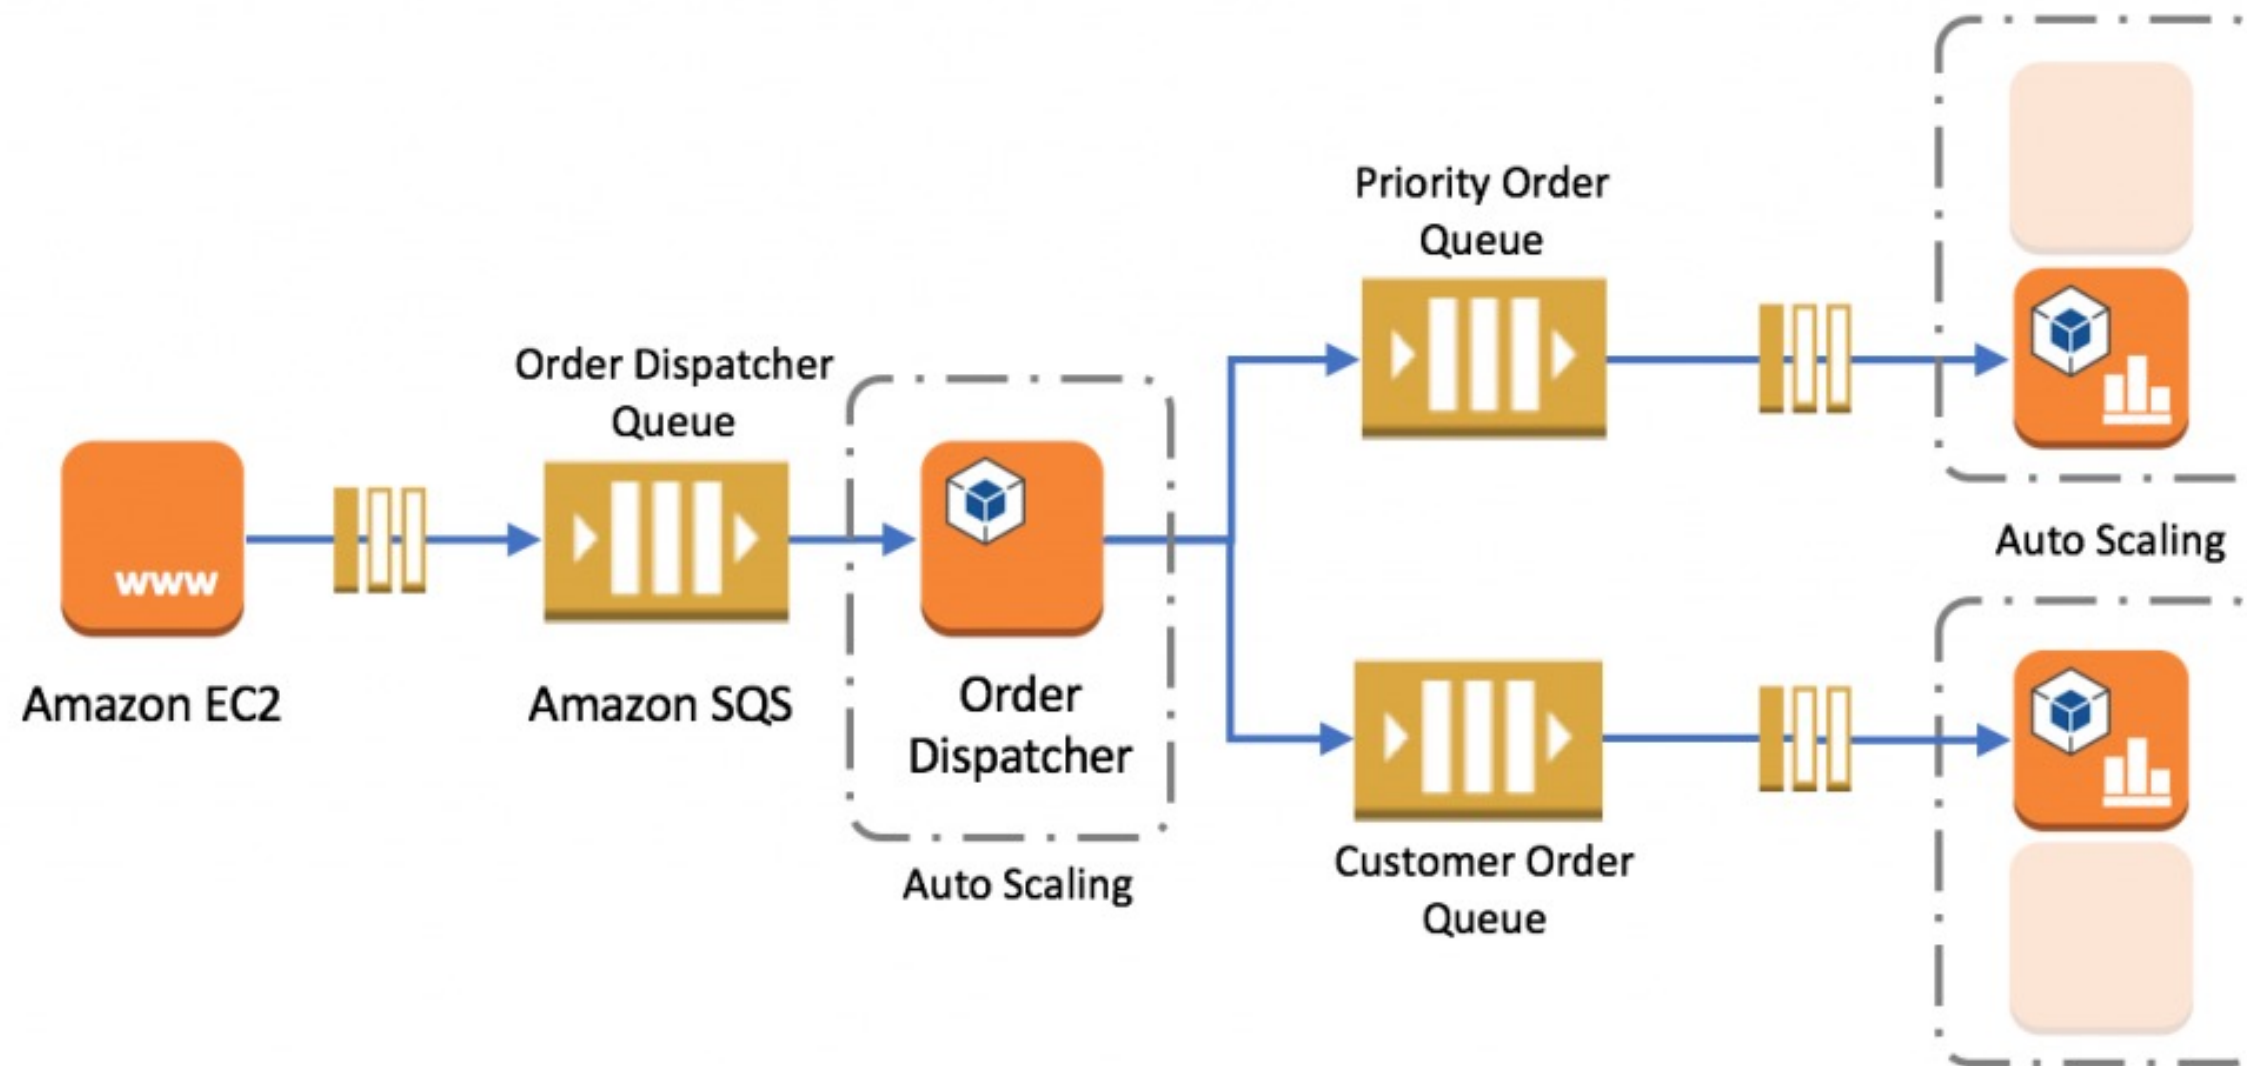 Priority Order
Queue
Order Dispatcher
Queue
www
Amazon EC2
Amazon SQS
Order
Dispatcher
Auto Scaling
Customer Order
Queue
Auto Scaling